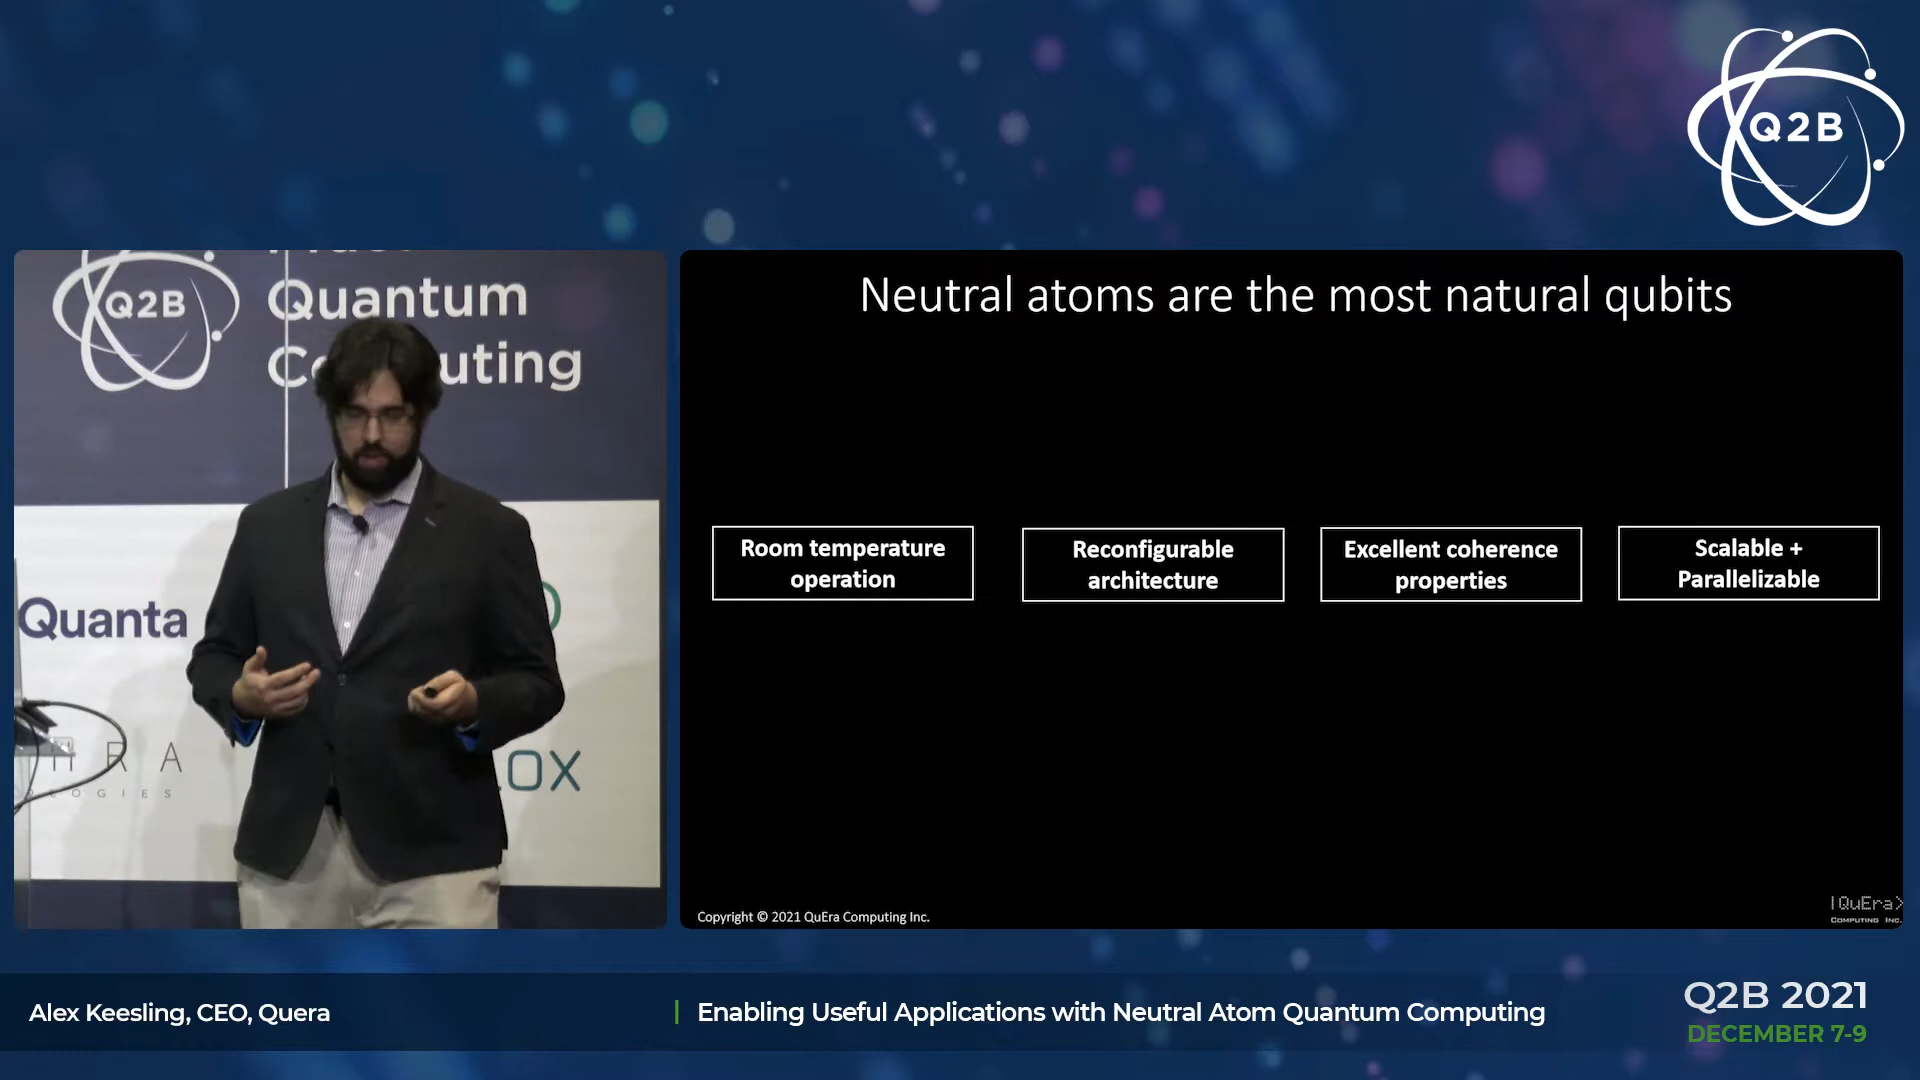 Q2B
Q2B
Quantum
Quanta
Neutral atoms are the most natural qubits
Room temperature
operation
Reconfigurable
architecture
Excellent coherence
properties
Scalable +
Parallelizable
Copyright © 2021 QuEra Computing Inc.
|QuEra>
COMPUTING INC.
Alex Keesling, CEO, Quera
Enabling Useful Applications with Neutral Atom Quantum Computing
Q2B 2021
DECEMBER 7-9